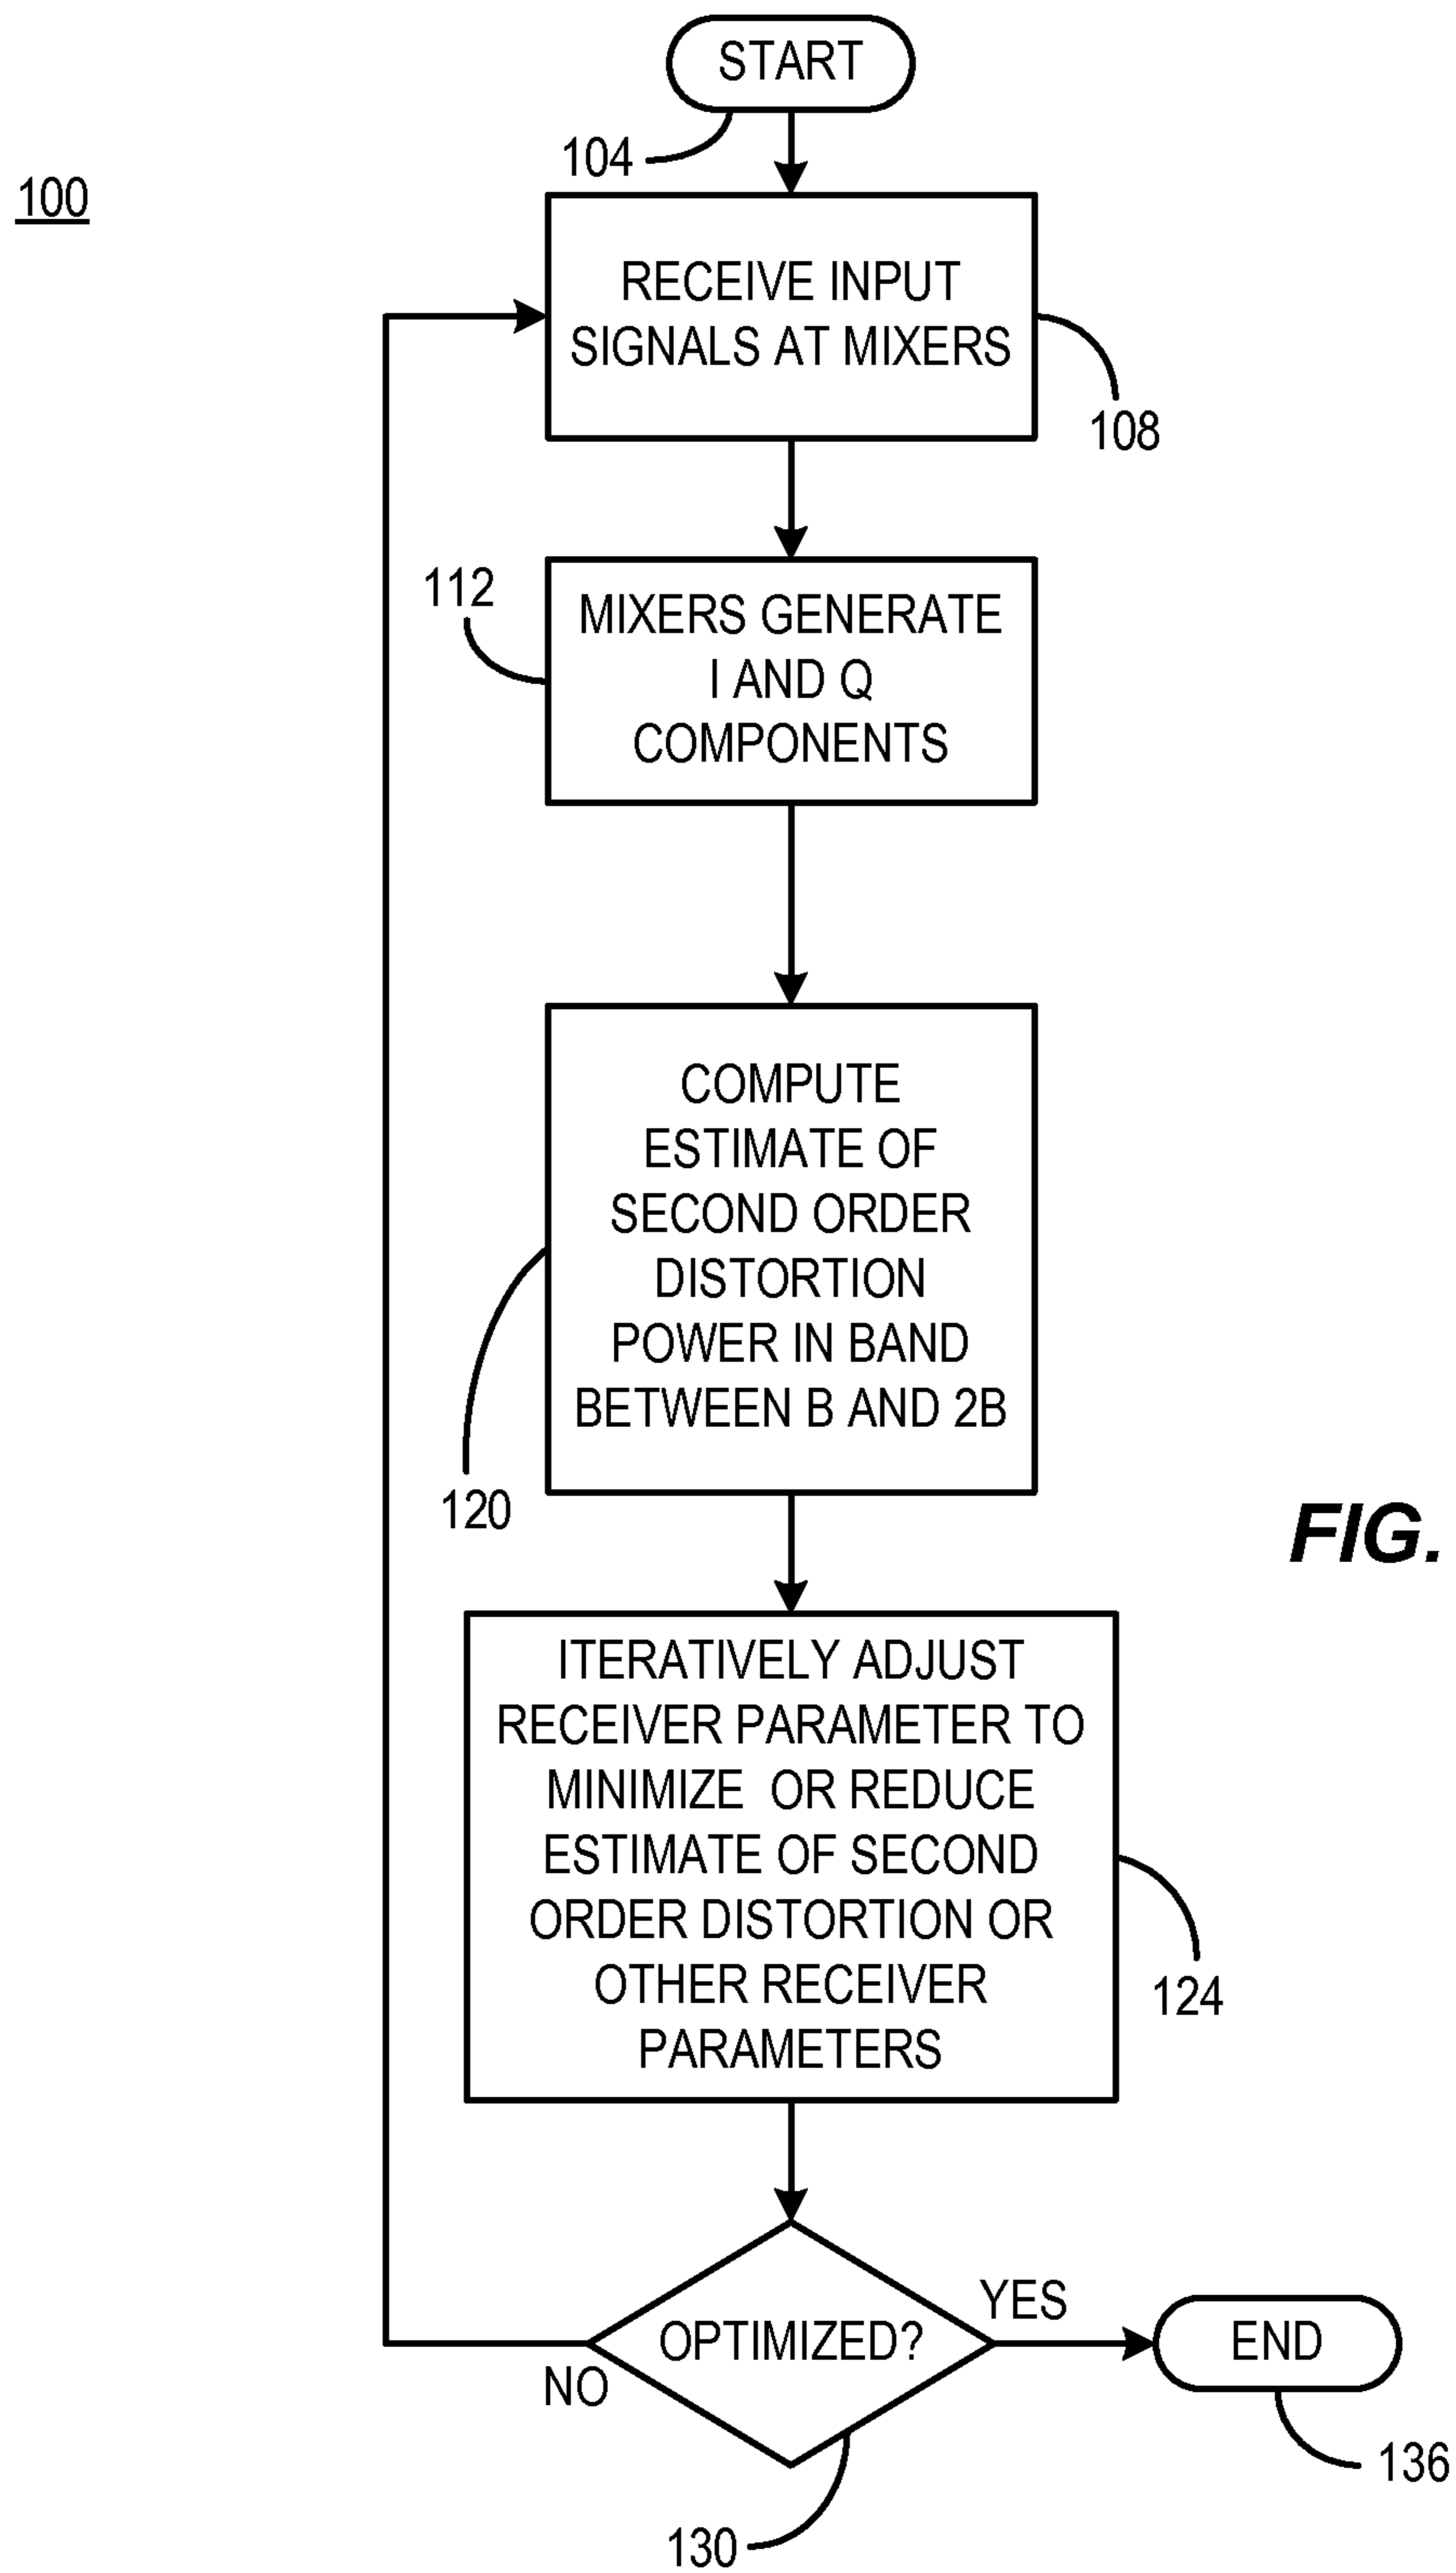 START
104
100
RECEIVE INPUT
SIGNALS AT MIXERS
108
112
MIXERS GENERATE
I AND Q
COMPONENTS
COMPUTE
ESTIMATE OF
SECOND ORDER
DISTORTION
POWER IN BAND
BETWEEN B AND 2B
120
FIG.
ITERATIVELY ADJUST
RECEIVER PARAMETER TO
MINIMIZE OR REDUCE
ESTIMATE OF SECOND
ORDER DISTORTION OR
OTHER RECEIVER
PARAMETERS
124
OPTIMIZED?
YES
NO
END
136
130